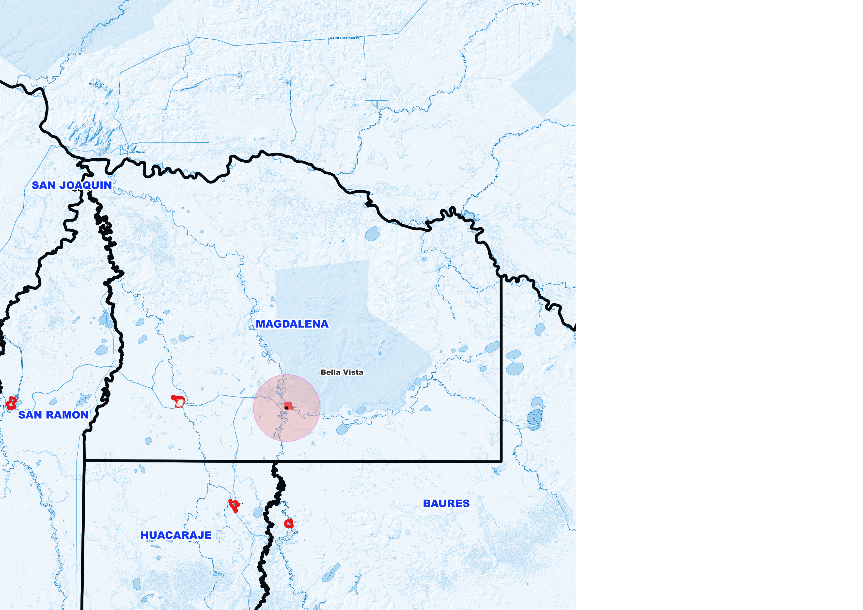 SAN JOAQUIN
MAGDALENA
Bella Vista
SAN RAMON
BAURES
HUACARAJE